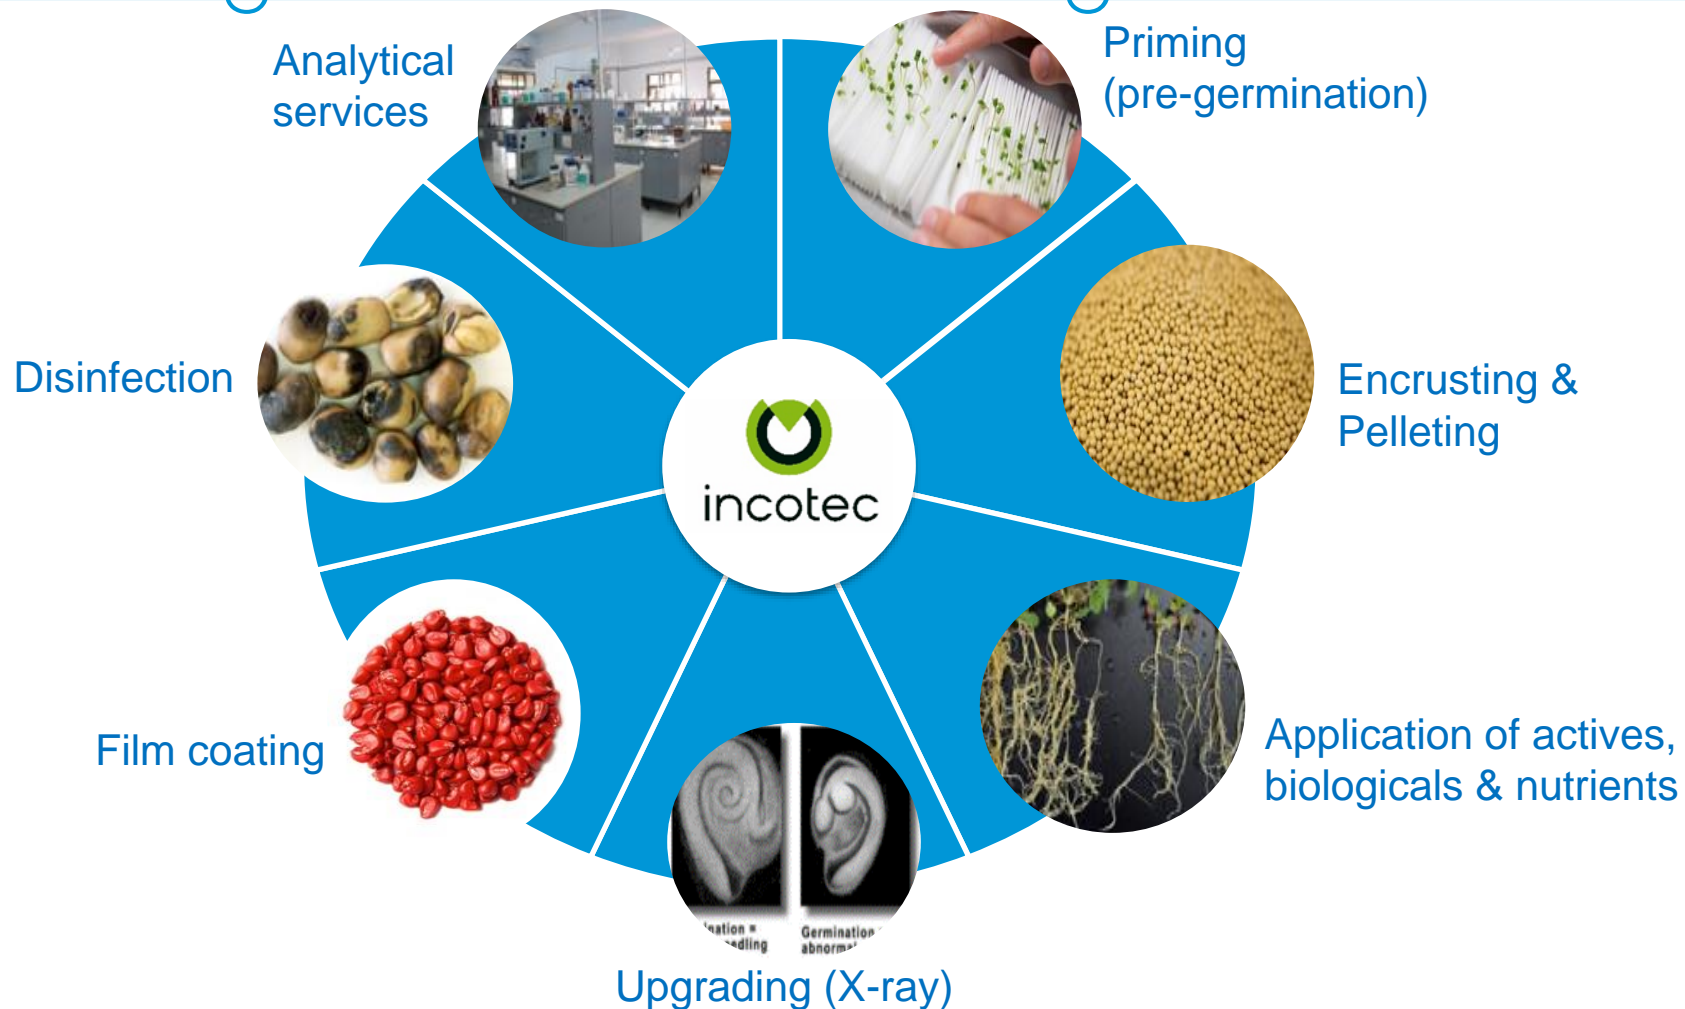 Analytical
services
Priming
(pre-germination)
Disinfection
Encrusting &
Pelleting
incotec
Film coating
Application of actives,
biologicals & nutrients
Germination
Upgrading (X-ray)